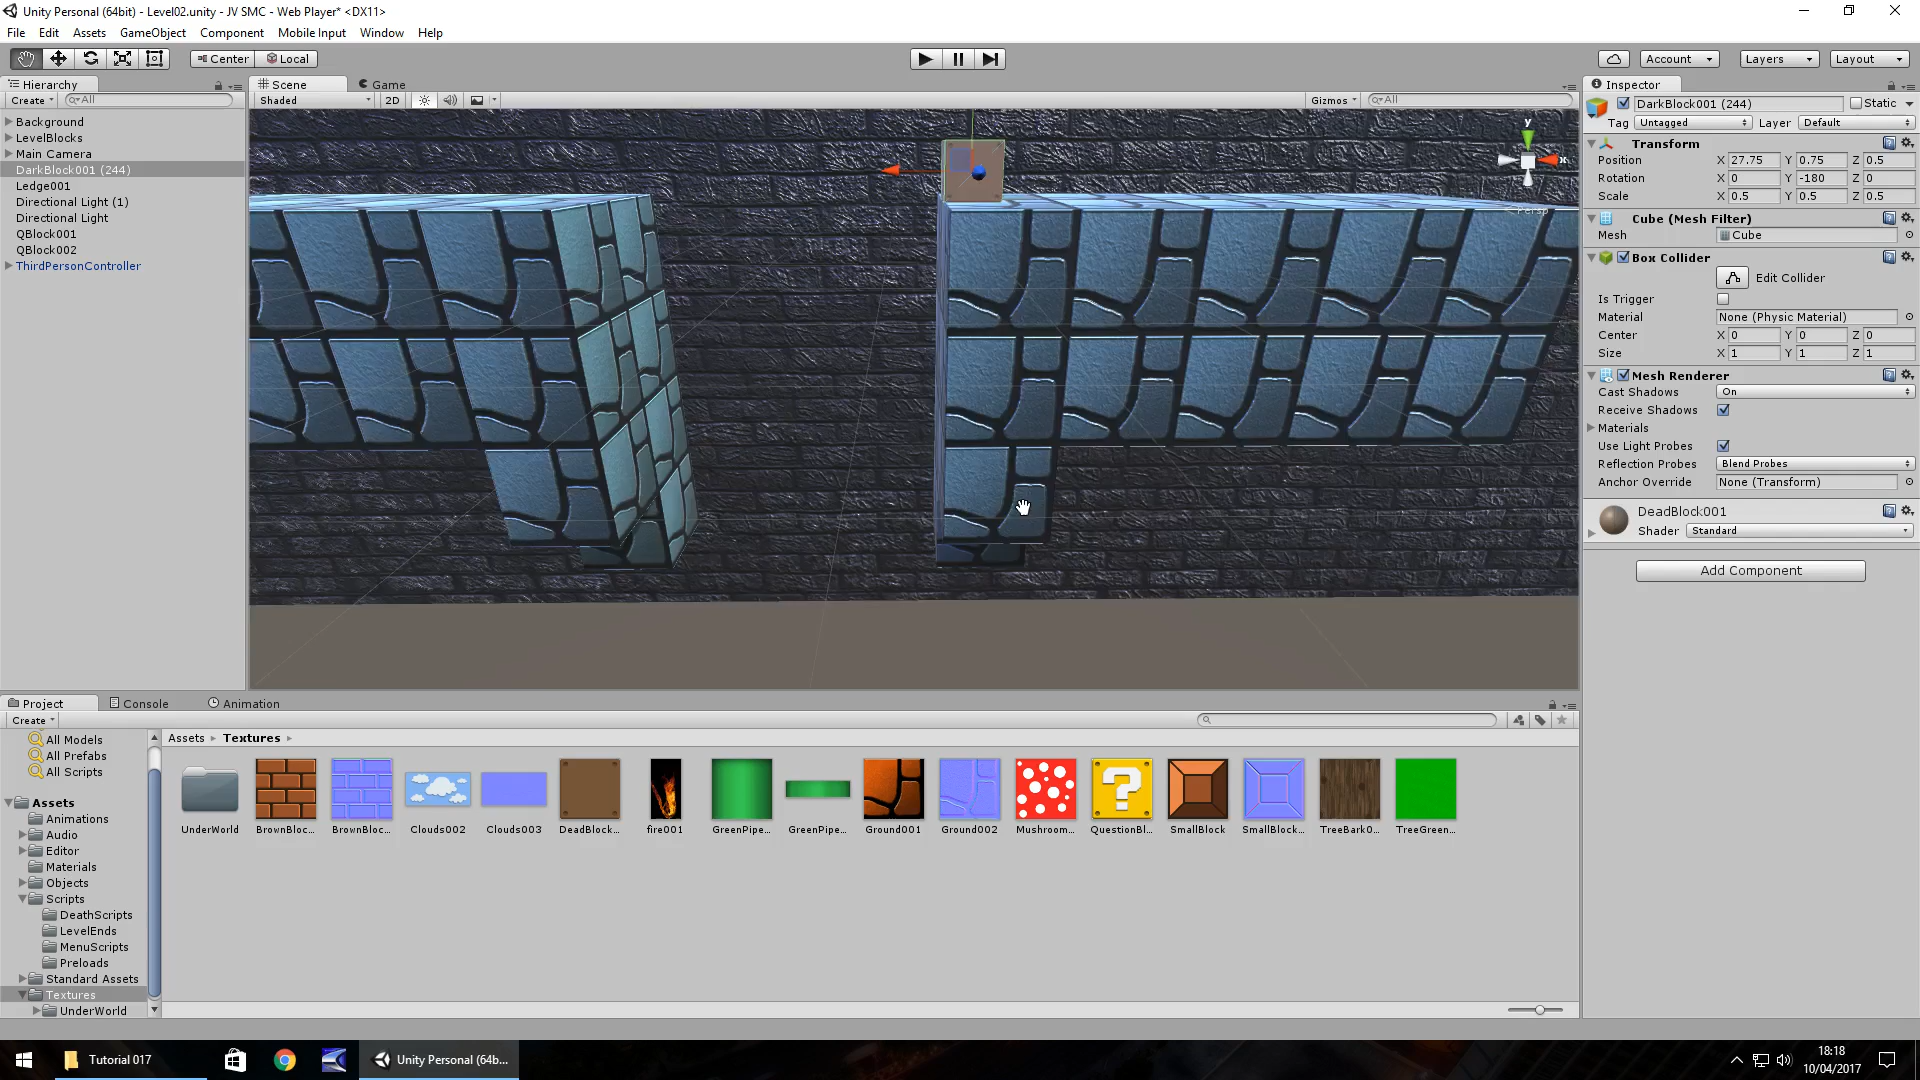 Unity Personal (64bit) - Level02.unity - JV SMC - Web Player* <DX11>
File Edit Assets GameObject Component Mobile Input Window Help
Center Local Account Layers Layout
Hierarchy
Create All
Background
LevelBlocks
Main Camera
DarkBlock001 (244)
Ledge001
Directional Light (1)
Directional Light
QBlock001
QBlock002
ThirdPersonController
Scene Game
Shaded 2D Gizmos All
y
x
Persp
Inspector
DarkBlock001 (244) Static
Tag Untagged Layer Default
Transform
Position X 27.75 Y 0.75 Z 0.5
Rotation X 0 Y -180 Z 0
Scale X 0.5 Y 0.5 Z 0.5
Cube (Mesh Filter)
Mesh Cube
Box Collider
Edit Collider
Is Trigger
Material None (Physic Material)
Center X 0 Y 0 Z 0
Size X 1 Y 1 Z 1
Mesh Renderer
Cast Shadows On
Receive Shadows
Materials
Use Light Probes
Reflection Probes Blend Probes
Anchor Override None (Transform)
DeadBlock001
Shader Standard
Add Component
Project Console Animation
Create
All Models
All Prefabs
All Scripts
Assets
Animations
Audio
Editor
Materials
Objects
Scripts
DeathScripts
LevelEnds
MenuScripts
Preloads
Standard Assets
Textures
UnderWorld
Assets Textures
UnderWorld BrownBloc... BrownBloc... Clouds002 Clouds003 DeadBlock... fire001 GreenPipe... GreenPipe... Ground001 Ground002 Mushroom... QuestionBl... SmallBlock SmallBlock... TreeBark0... TreeGreen...
Tutorial 017 Unity Personal (64b...
18:18
10/04/2017